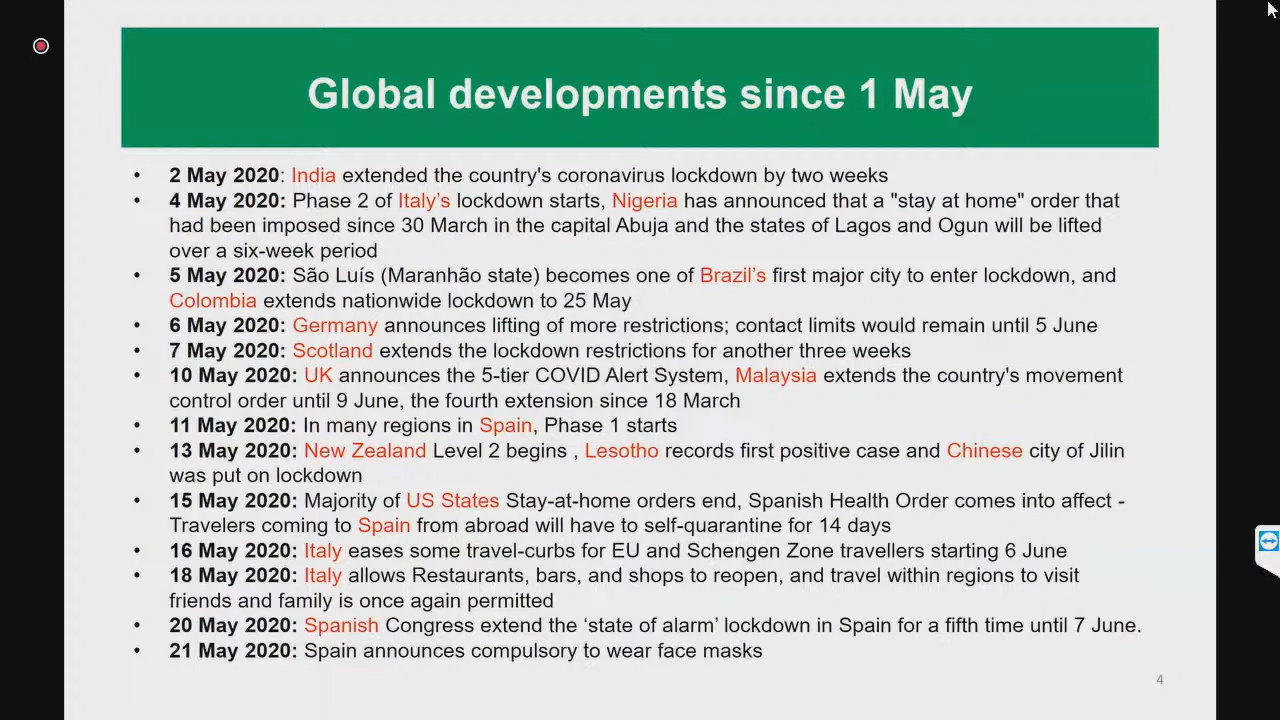 Global developments since 1 May
• 2 May 2020: India extended the country's coronavirus lockdown by two weeks
• 4 May 2020: Phase 2 of Italy’s lockdown starts, Nigeria has announced that a "stay at home" order that
had been imposed since 30 March in the capital Abuja and the states of Lagos and Ogun will be lifted
over a six-week period
• 5 May 2020: São Luís (Maranhão state) becomes one of Brazil’s first major city to enter lockdown, and
Colombia extends nationwide lockdown to 25 May
• 6 May 2020: Germany announces lifting of more restrictions; contact limits would remain until 5 June
• 7 May 2020: Scotland extends the lockdown restrictions for another three weeks
• 10 May 2020: UK announces the 5-tier COVID Alert System, Malaysia extends the country's movement
control order until 9 June, the fourth extension since 18 March
• 11 May 2020: In many regions in Spain, Phase 1 starts
• 13 May 2020: New Zealand Level 2 begins , Lesotho records first positive case and Chinese city of Jilin
was put on lockdown
• 15 May 2020: Majority of US States Stay-at-home orders end, Spanish Health Order comes into affect -
Travelers coming to Spain from abroad will have to self-quarantine for 14 days
• 16 May 2020: Italy eases some travel-curbs for EU and Schengen Zone travellers starting 6 June
• 18 May 2020: Italy allows Restaurants, bars, and shops to reopen, and travel within regions to visit
friends and family is once again permitted
• 20 May 2020: Spanish Congress extend the ‘state of alarm’ lockdown in Spain for a fifth time until 7 June.
• 21 May 2020: Spain announces compulsory to wear face masks
4